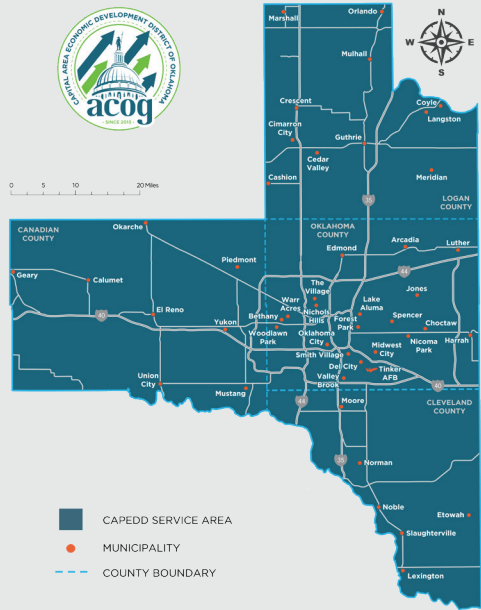 CAPITAL AREA ECONOMIC DEVELOPMENT DISTRICT OF OKLAHOMA
acog
SINCE 2013
N
W E
S
Marshall
Orlando
Mulhall
Crescent
Coyle
Langston
Cimarron
City
Guthrie
Cedar
Valley
Meridian
Cashion
0 5 10 20 Miles
35
LOGAN
COUNTY
CANADIAN
COUNTY
Okarche
OKLAHOMA
COUNTY
Edmond
Arcadia
Luther
Piedmont
Geary
Calumet
44
The
Village
Jones
Warr
Acres
Nichols
Hills
Lake
Aluma
El Reno
40
Bethany
Forest
Park
Spencer
Choctaw
Yukon
Woodlawn
Park
Oklahoma
City
Nicoma Park
Harrah
Midwest
City
Smith Village
Del City
Tinker
AFB
Union
City
Valley
Brook
40
Mustang
Moore
44
CLEVELAND
COUNTY
35
Norman
Noble
Etowah
Slaughterville
Lexington
CAPEDD SERVICE AREA
MUNICIPALITY
COUNTY BOUNDARY